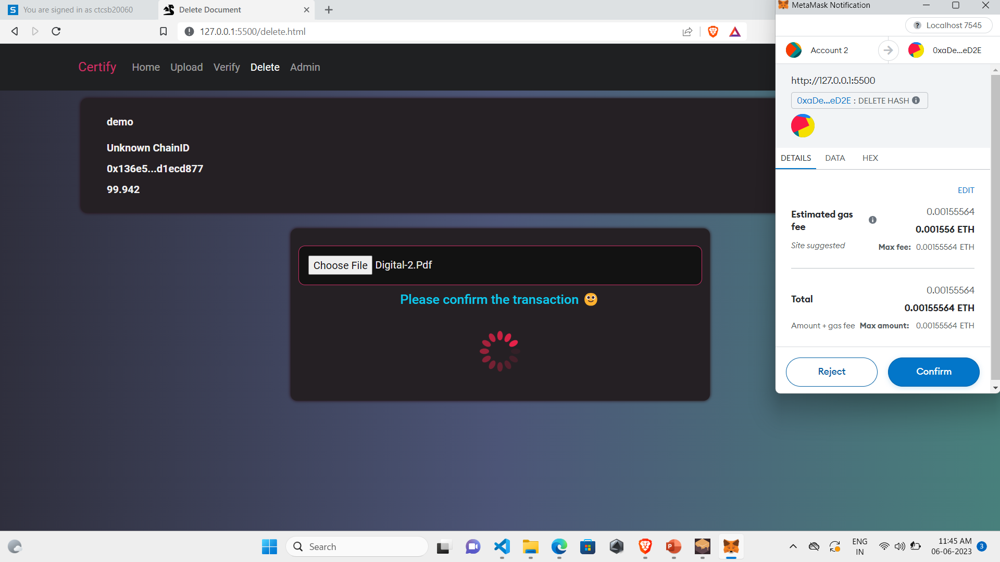 You are signed in as ctcsb20060
Delete Document
127.0.0.1:5500/delete.html
Certify Home Upload Verify Delete Admin
demo
Unknown ChainID
0x136e5...d1ecd877
99.942
Choose File Digital-2.Pdf
Please confirm the transaction
MetaMask Notification
Localhost 7545
Account 2
0xaDe...eD2E
http://127.0.0.1:5500
0xaDe...eD2E : DELETE HASH
DETAILS DATA HEX
EDIT
Estimated gas fee
0.00155564
0.001556 ETH
Site suggested
Max fee: 0.00155564 ETH
Total
0.00155564
0.00155564 ETH
Amount + gas fee Max amount: 0.00155564 ETH
Reject Confirm
Search
ENG
IN
11:45 AM
06-06-2023
3